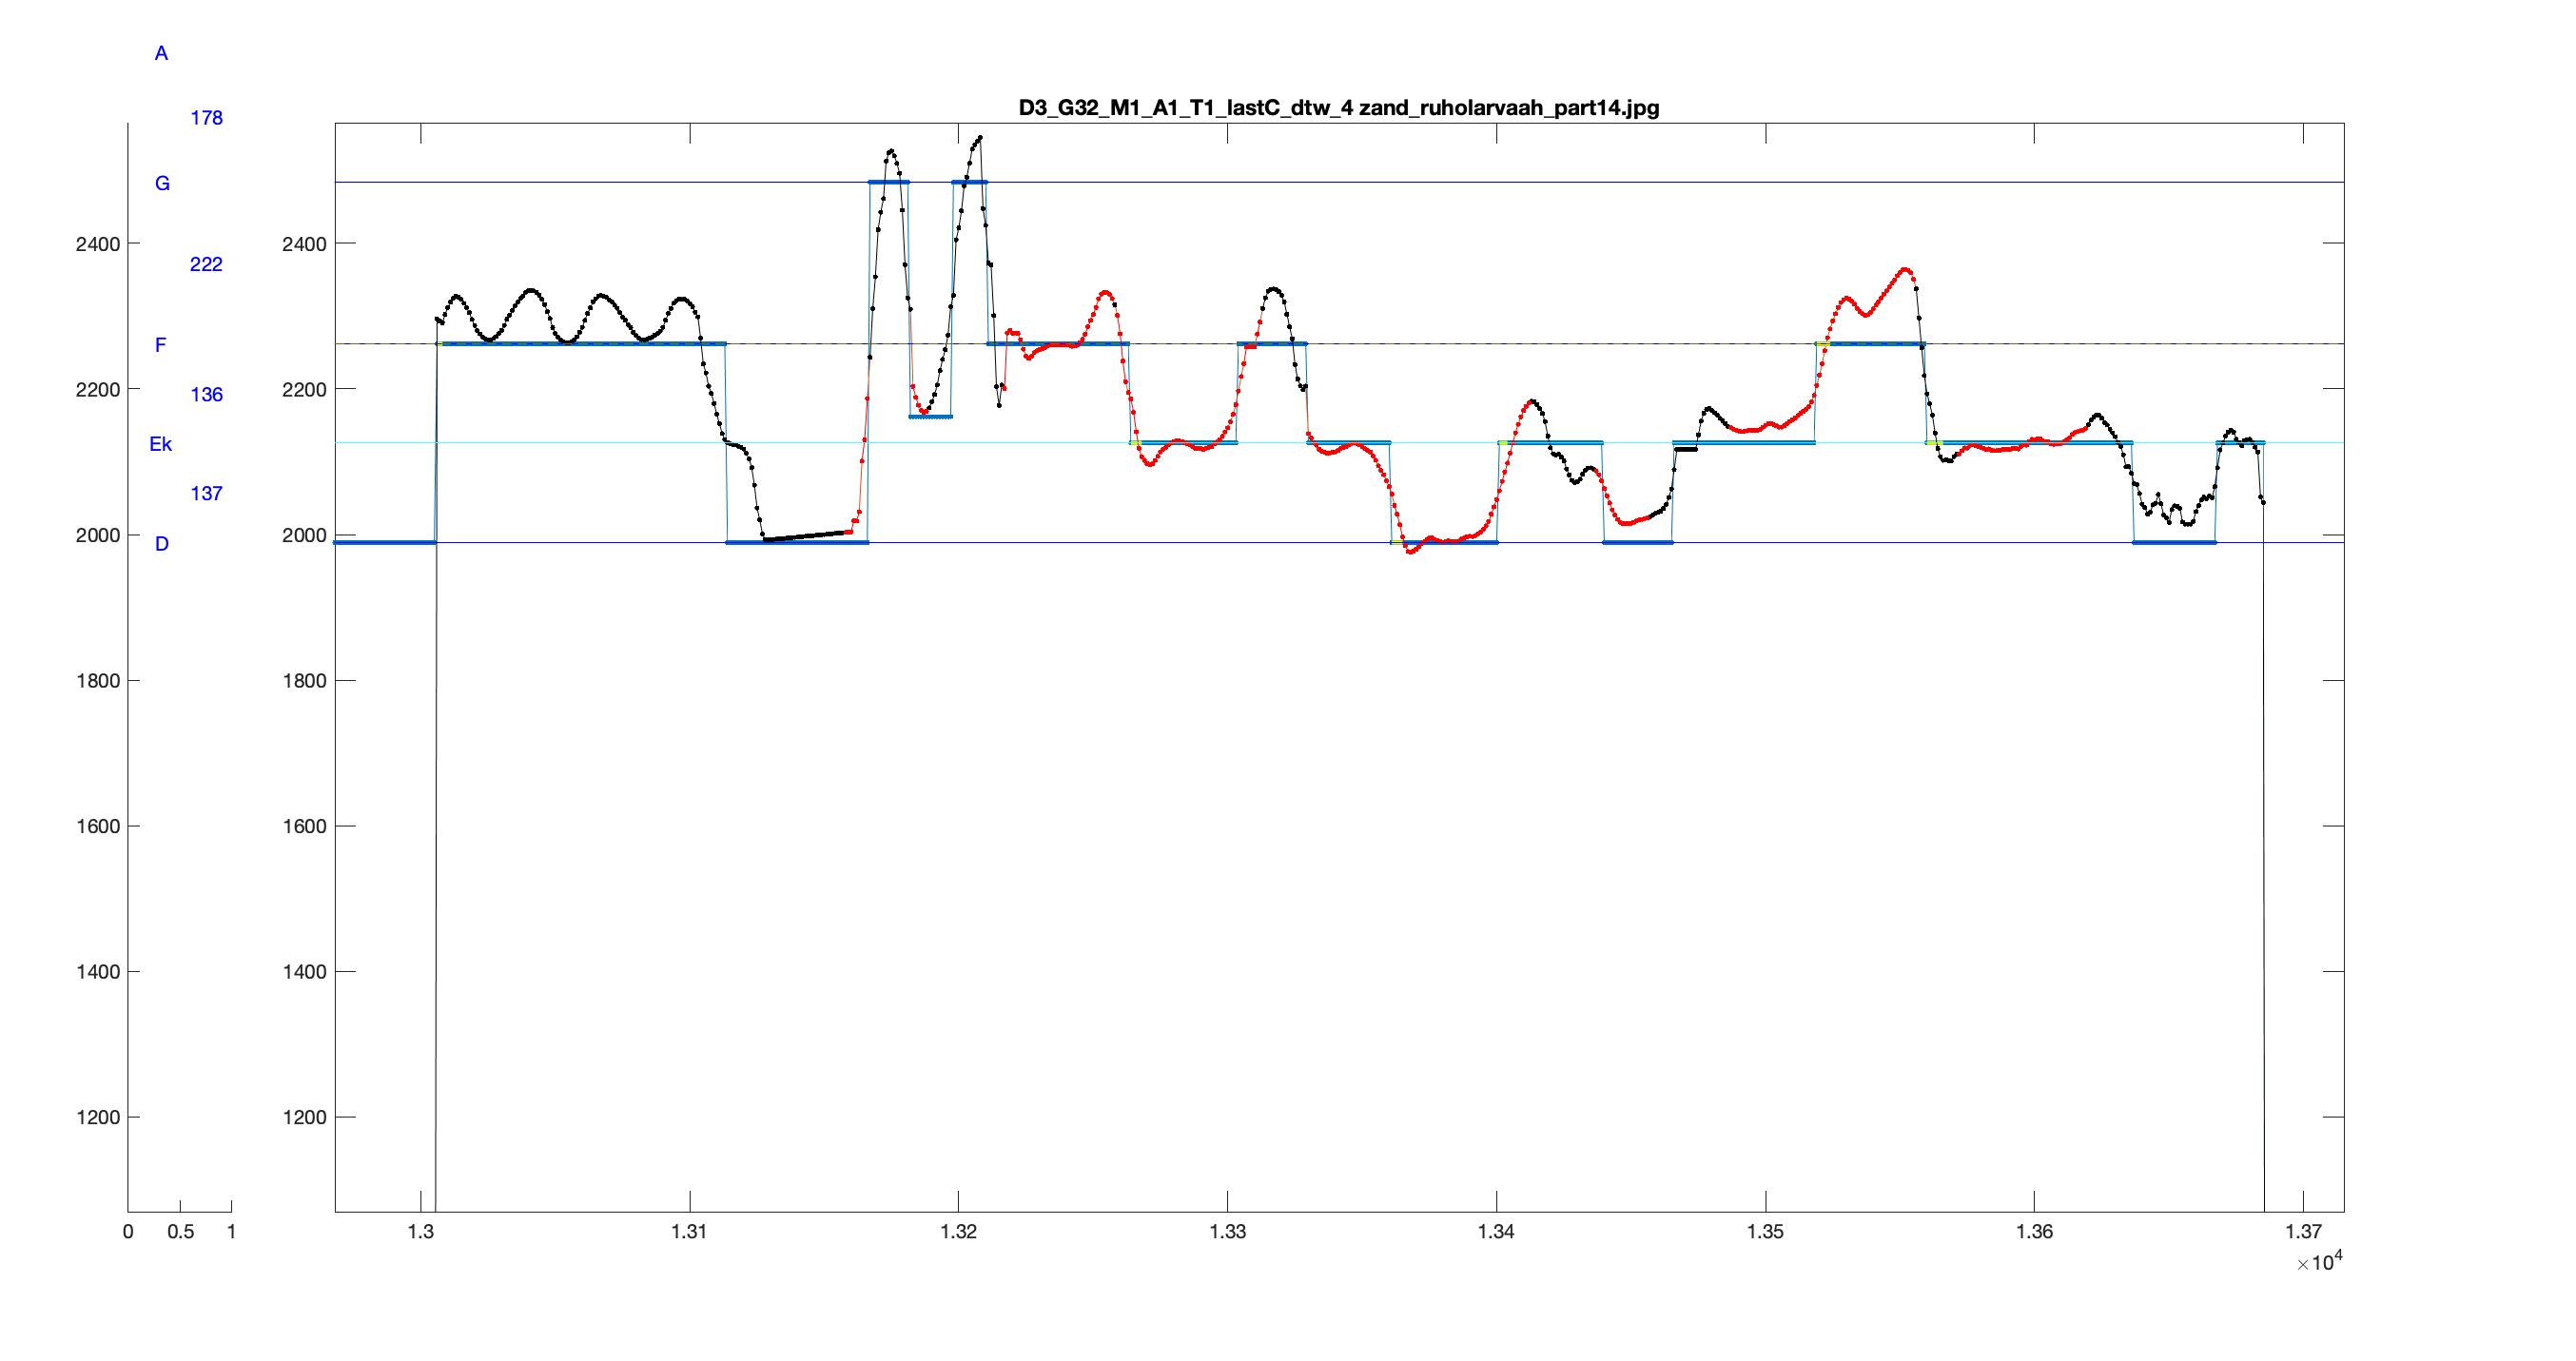 A
D3_G32_M1_A1_T1_lastC_dtw_4 zand_ruholarvaah_part14.jpg
178
G
2400 222 2400
F
2200 136 2200
Ek
137
2000 D 2000
1800 1800
1600 1600
1400 1400
1200 1200
0 0.5 1 1.3 1.31 1.32 1.33 1.34 1.35 1.36 1.37
×10^4